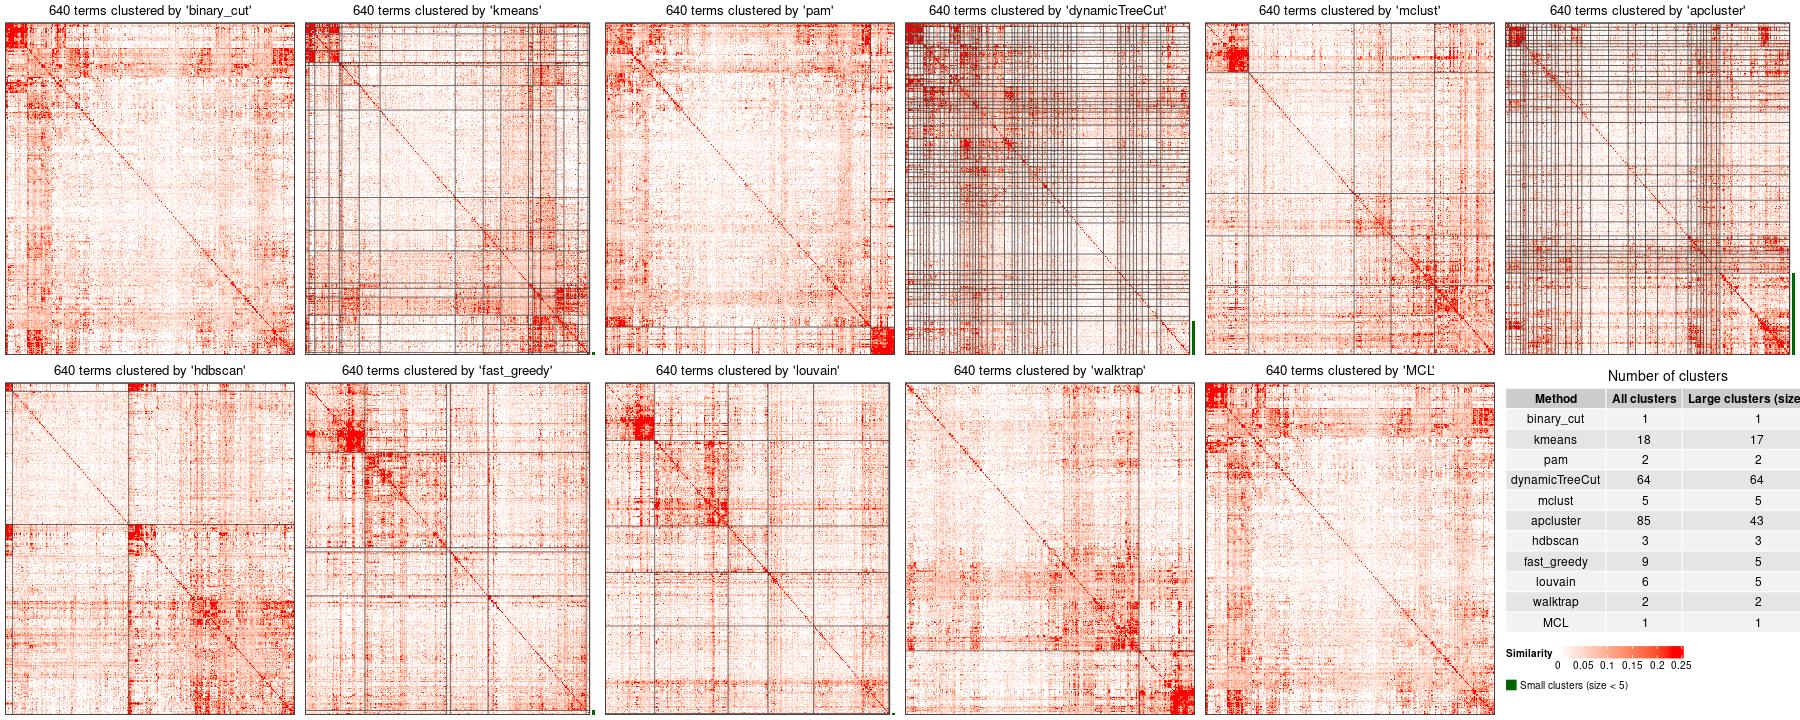 640 terms clustered by 'binary_cut'
640 terms clustered by 'kmeans'
640 terms clustered by 'pam'
640 terms clustered by 'dynamicTreeCut'
640 terms clustered by 'mclust'
640 terms clustered by 'apcluster'
640 terms clustered by 'hdbscan'
640 terms clustered by 'fast_greedy'
640 terms clustered by 'louvain'
640 terms clustered by 'walktrap'
640 terms clustered by 'MCL'
Number of clusters
Method All clusters Large clusters (size
binary_cut 1 1
kmeans 18 17
pam 2 2
dynamicTreeCut 64 64
mclust 5 5
apcluster 85 43
hdbscan 3 3
fast_greedy 9 5
louvain 6 5
walktrap 2 2
MCL 1 1
Similarity
0 0.05 0.1 0.15 0.2 0.25
Small clusters (size < 5)